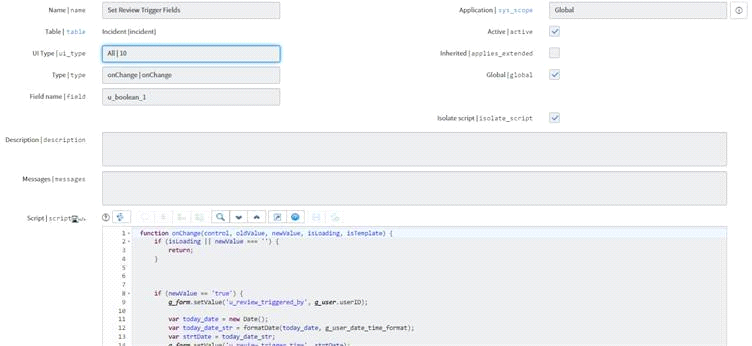 Name | name Set Review Trigger Fields Application | sys_scope Global
Table | table Incident [incident] Active | active
UI Type | ui_type All | 10 Inherited | applies_extended
Type | type onChange | onChange Global | global
Field name | field u_boolean_1
Isolate script | isolate_script
Description | description
Messages | messages
Script | script
1 function onChange(control, oldValue, newValue, isLoading, isTemplate) {
2 if (isLoading || newValue === '') {
3 return;
4 }
5
6
7
8 if (newValue == 'true') {
9 g_form.setValue('u_review_triggered_by', g_user.userID);
10
11 var today_date = new Date();
12 var today_date_str = formatDate(today_date, g_user_date_time_format);
13 var strtDate = today_date_str;
14 g_form.setValue('u_review_trigger_time', strtDate);